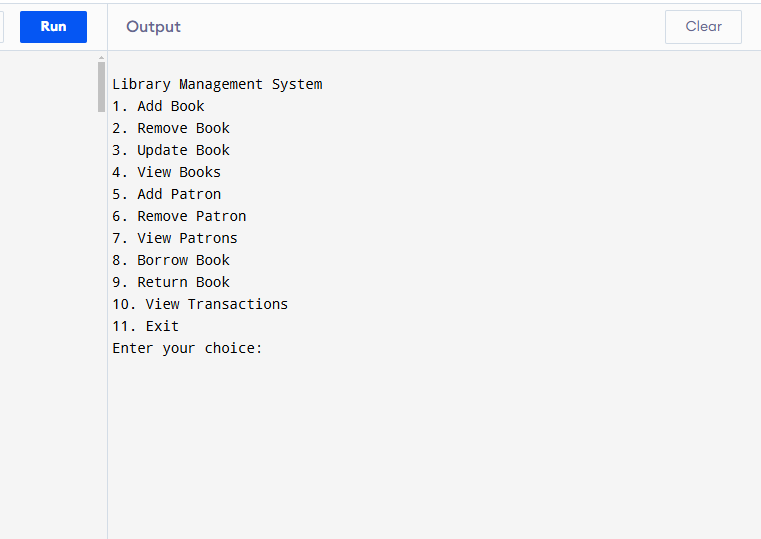 Run
Output
Clear
Library Management System
1. Add Book
2. Remove Book
3. Update Book
4. View Books
5. Add Patron
6. Remove Patron
7. View Patrons
8. Borrow Book
9. Return Book
10. View Transactions
11. Exit
Enter your choice: